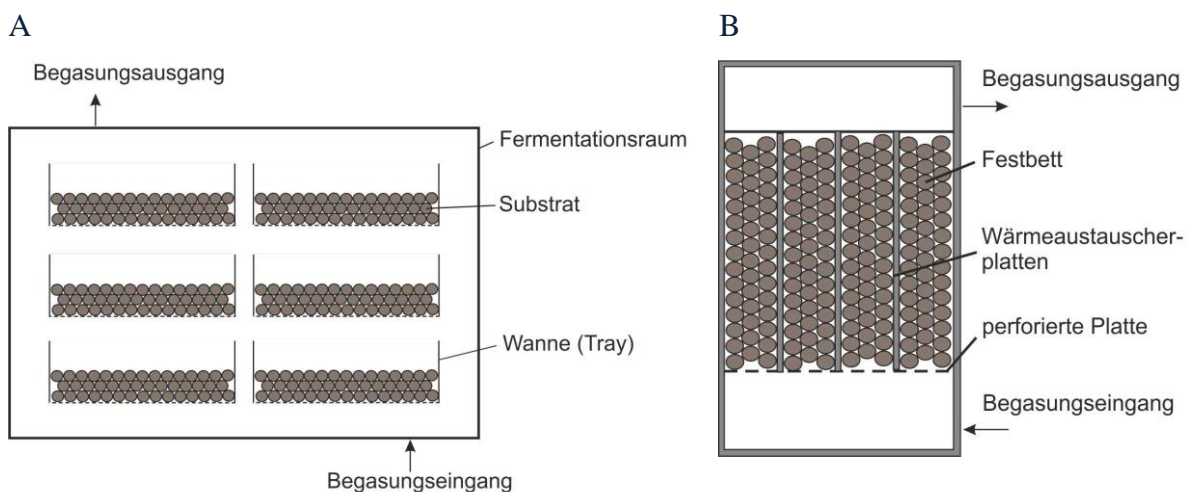 A
Begasungsausgang
Fermentationsraum
Substrat
Wanne (Tray)
Begasungseingang
B
Begasungsausgang
Festbett
Wärmeaustauscher-
platten
perforierte Platte
Begasungseingang